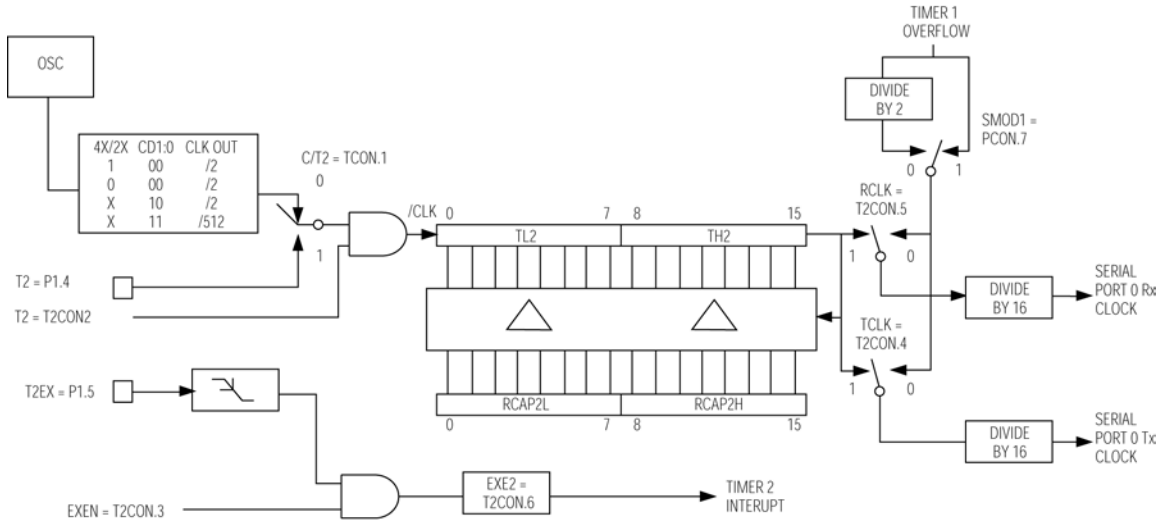 TIMER 1
OVERFLOW
OSC
DIVIDE
BY 2
SMOD1 =
PCON.7
4X/2X CD1:0 CLK OUT
1 00 /2
0 00 /2
X 10 /2
X 11 /512
C/T2 = TCON.1
0
1
0 1
RCLK =
T2CON.5
/CLK
0 7 8 15
TL2 TH2
1 0
T2 = P1.4
T2 = T2CON2
DIVIDE
BY 16
SERIAL
PORT 0 Rx
CLOCK
TCLK =
T2CON.4
1 0
T2EX = P1.5
RCAP2L RCAP2H
0 7 8 15
DIVIDE
BY 16
SERIAL
PORT 0 Tx
CLOCK
EXE2 =
T2CON.6
TIMER 2
INTERUPT
EXEN = T2CON.3